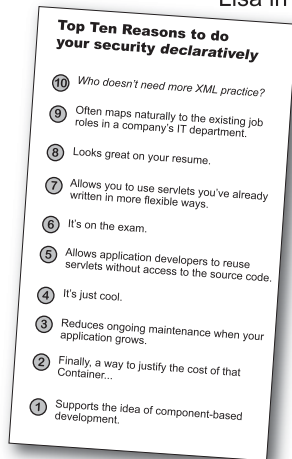 Top Ten Reasons to do
your security declaratively
10 Who doesn't need more XML practice?
9 Often maps naturally to the existing job
roles in a company's IT department.
8 Looks great on your resume.
7 Allows you to use servlets you've already
written in more flexible ways.
6 It's on the exam.
5 Allows application developers to reuse
servlets without access to the source code.
4 It's just cool.
3 Reduces ongoing maintenance when your
application grows.
2 Finally, a way to justify the cost of that
Container...
1 Supports the idea of component-based
development.